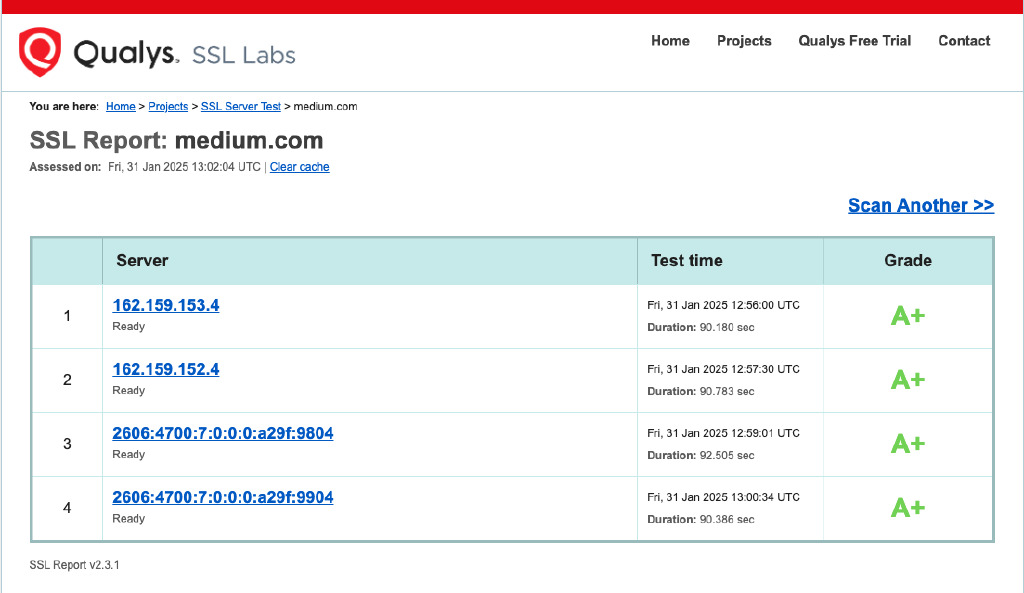 Qualys. SSL Labs
Home Projects Qualys Free Trial Contact
You are here: Home > Projects > SSL Server Test > medium.com
SSL Report: medium.com
Assessed on: Fri, 31 Jan 2025 13:02:04 UTC | Clear cache
Scan Another >>
Server Test time Grade
1 162.159.153.4 Fri, 31 Jan 2025 12:56:00 UTC A+
Ready Duration: 90.180 sec
2 162.159.152.4 Fri, 31 Jan 2025 12:57:30 UTC A+
Ready Duration: 90.783 sec
3 2606:4700:7:0:0:0:a29f:9804 Fri, 31 Jan 2025 12:59:01 UTC A+
Ready Duration: 92.505 sec
4 2606:4700:7:0:0:0:a29f:9904 Fri, 31 Jan 2025 13:00:34 UTC A+
Ready Duration: 90.386 sec
SSL Report v2.3.1